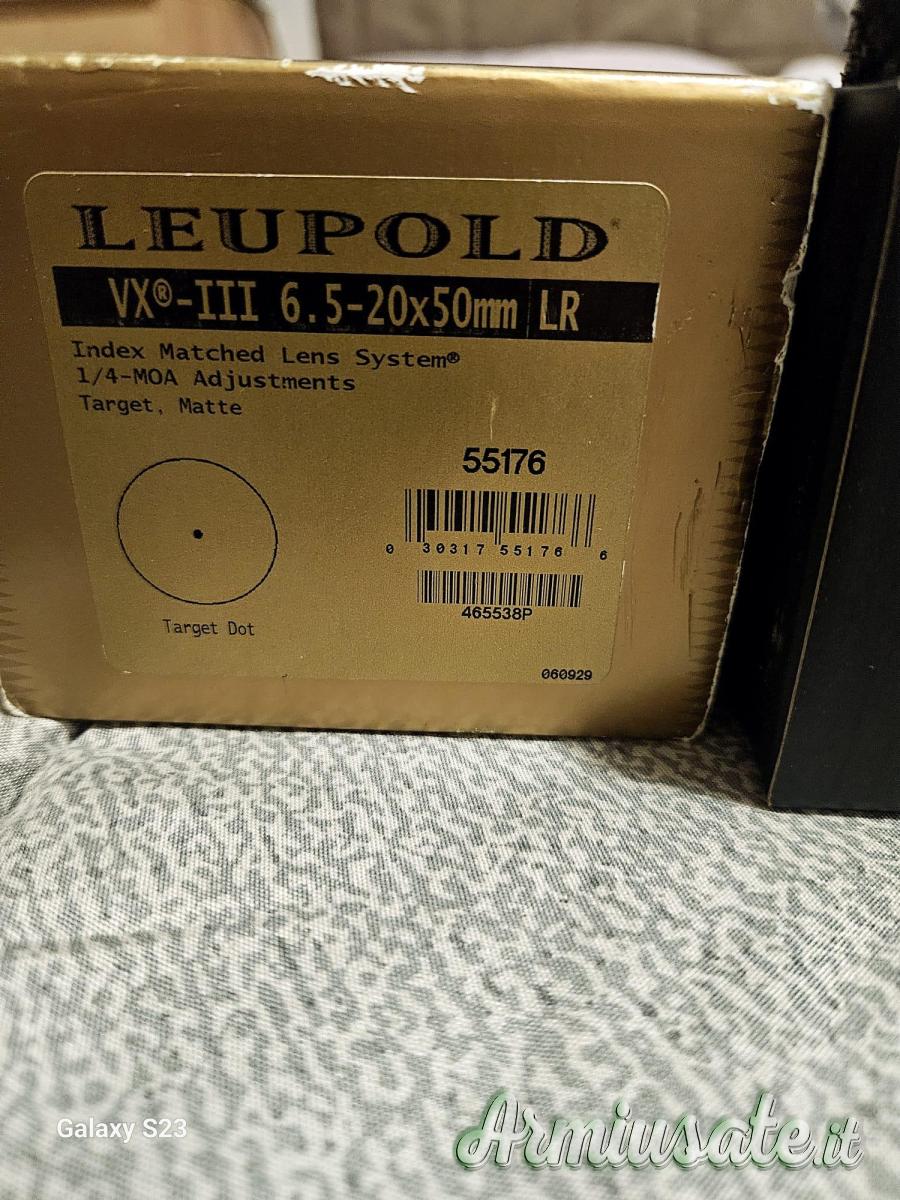 LEUPOLD®
VX®-III 6.5-20x50mm LR
Index Matched Lens System®
1/4-MOA Adjustments
Target, Matte
55176
0 30317 55176 6
465538P
Target Dot
060929
Galaxy S23
Armiusate.it